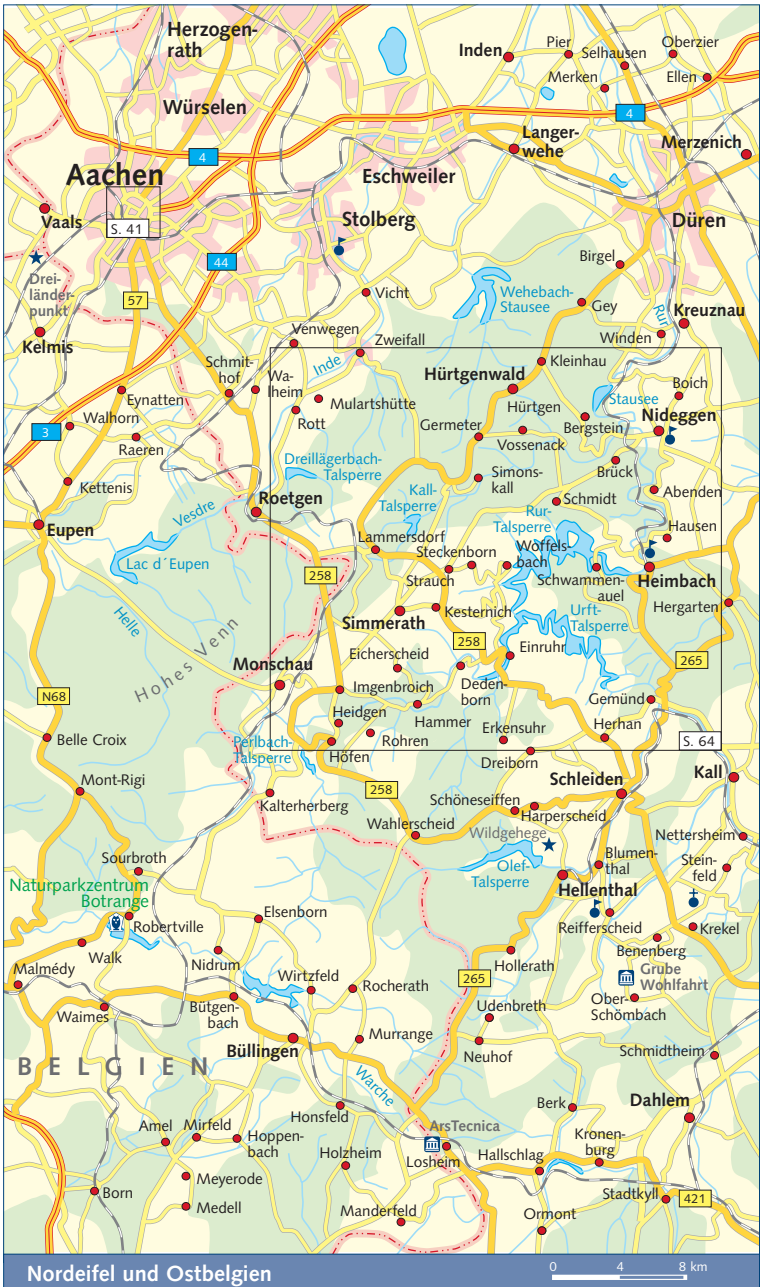 Herzogen-
rath
Inden
Pier
Selhausen
Oberzier
Merken
Ellen
Würselen
4
4
Langer-
wehe
Merzenich
Aachen
Eschweiler
Vaals
S. 41
Stolberg
Düren
44
Birgel
Drei-
länder-
punkt
57
Vicht
Wehebach-
Stausee
Gey
Rur
Kreuznau
Kelmis
Venwegen
Zweifall
Winden
Schmit-
hof
Wa-
lheim
Inde
Kleinhau
Hürtgenwald
Boich
Eynatten
Mulartshütte
Hürtgen
Stausee
Nideggen
Walhorn
Rott
Germeter
Bergstein
3
Raeren
Vossenack
Dreillägerbach-
Talsperre
Brück
Kettenis
Simons-
kall
Kall-
Talsperre
Abenden
Roetgen
Schmidt
Vesdre
Rur-
Talsperre
Eupen
Hausen
Lammersdorf
Steckenborn
Woffels-
bach
Lac d´Eupen
258
Strauch
Schwammen-
auel
Heimbach
Helle
Simmerath
Kesternich
Urft-
Talsperre
Hergarten
Hohes Venn
258
Einruhr
Eicherscheid
265
Monschau
Deden-
born
Imgenbroich
Gemünd
N68
Heidgen
Hammer
Erkensuhr
Herhan
Belle Croix
Perlbach-
Talsperre
Rohren
S. 64
Höfen
Dreiborn
Mont-Rigi
Schleiden
Kall
258
Kalterherberg
Schöneseiffen
Harperscheid
Wahlerscheid
Wildgehege
Nettersheim
Sourbroth
Olef-
Talsperre
Blumen-
thal
Stein-
feld
Naturparkzentrum
Botrange
Hellenthal
Robertville
Elsenborn
Reifferscheid
Krekel
Walk
Benenberg
Nidrum
Hollerath
Malmédy
Wirtzfeld
Rocherath
265
Grube
Wohlfahrt
Waimes
Bütgen-
bach
Udenbreth
Ober-
Schömbach
Murrange
Büllingen
Neuhof
Schmidtheim
BELGIEN
Warche
Honsfeld
Berk
Dahlem
ArsTecnica
Amel
Mirfeld
Hoppen-
bach
Kronen-
burg
Holzheim
Losheim
Hallschlag
Meyerode
Born
Stadtkyll
421
Medell
Manderfeld
Ormont
Nordeifel und Ostbelgien
0 4 8 km